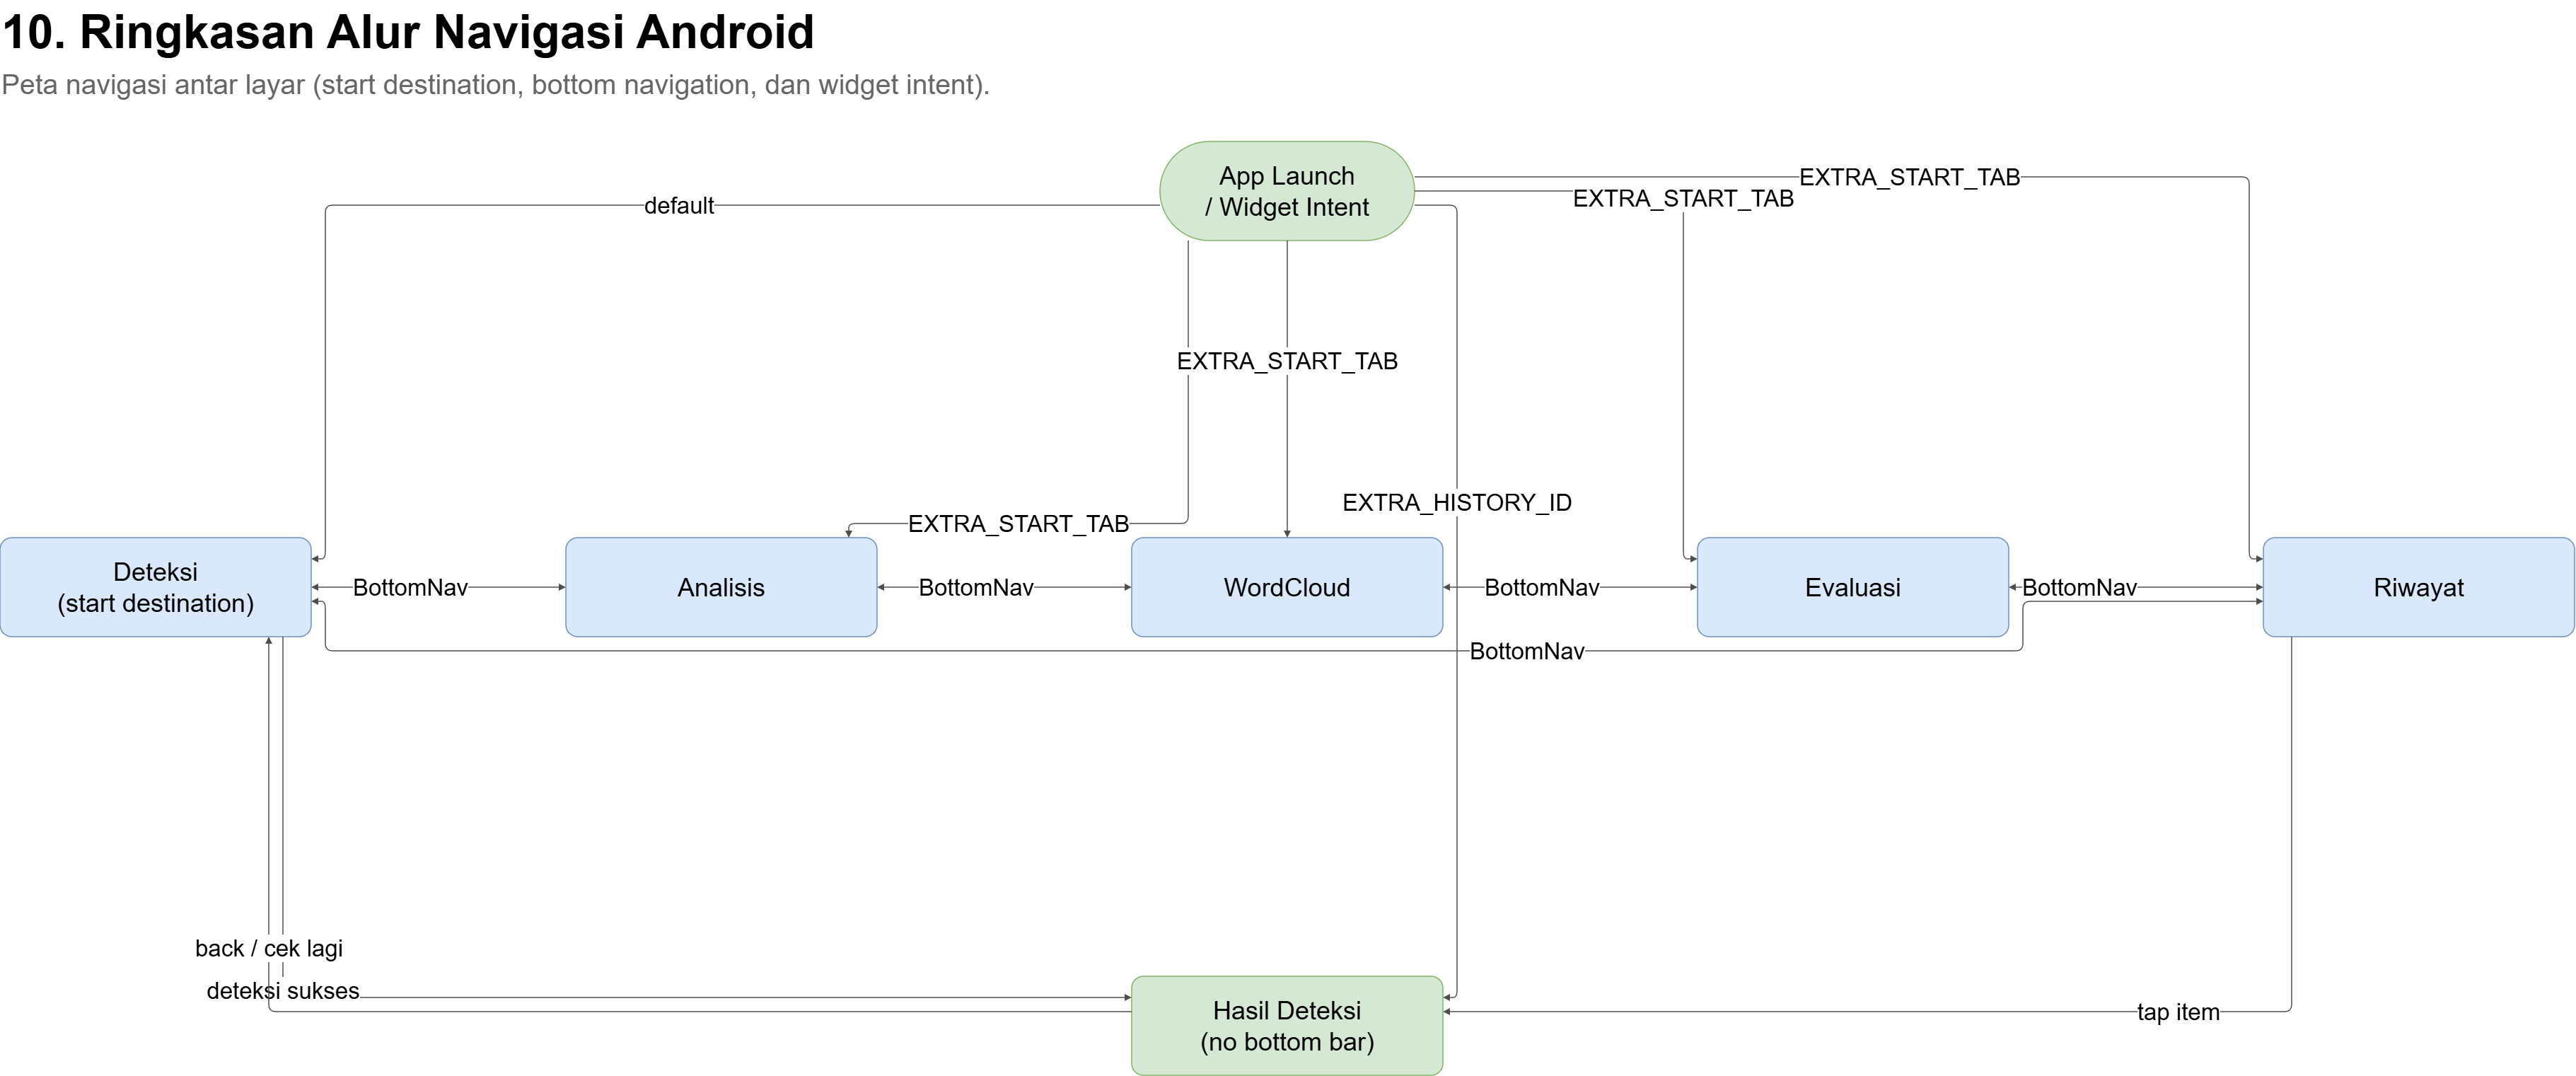 10. Ringkasan Alur Navigasi Android
Peta navigasi antar layar (start destination, bottom navigation, dan widget intent).
App Launch
/ Widget Intent
default
EXTRA_START_TAB
EXTRA_START_TAB
EXTRA_START_TAB
EXTRA_HISTORY_ID
EXTRA_START_TAB
Deteksi
(start destination)
BottomNav
Analisis
BottomNav
WordCloud
BottomNav
Evaluasi
BottomNav
Riwayat
BottomNav
back / cek lagi
deteksi sukses
Hasil Deteksi
(no bottom bar)
tap item